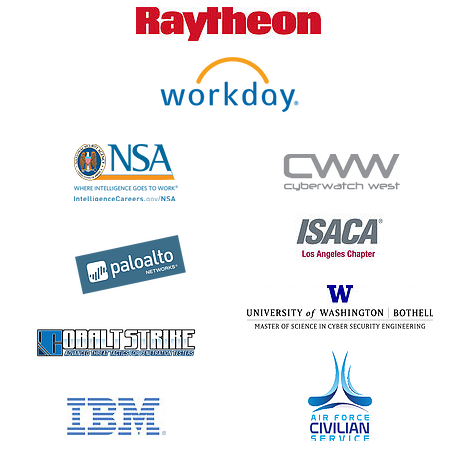 Raytheon
workday®
NSA
WHERE INTELLIGENCE GOES TO WORK®
IntelligenceCareers.gov/NSA
CWW
cyberwatch west
ISACA®
Los Angeles Chapter
paloalto
NETWORKS®
W
UNIVERSITY of WASHINGTON | BOTHELL
MASTER OF SCIENCE IN CYBER SECURITY ENGINEERING
COBALT STRIKE
ADVANCED THREAT TACTICS FOR PENETRATION TESTERS
IBM®
AIR FORCE
CIVILIAN
SERVICE